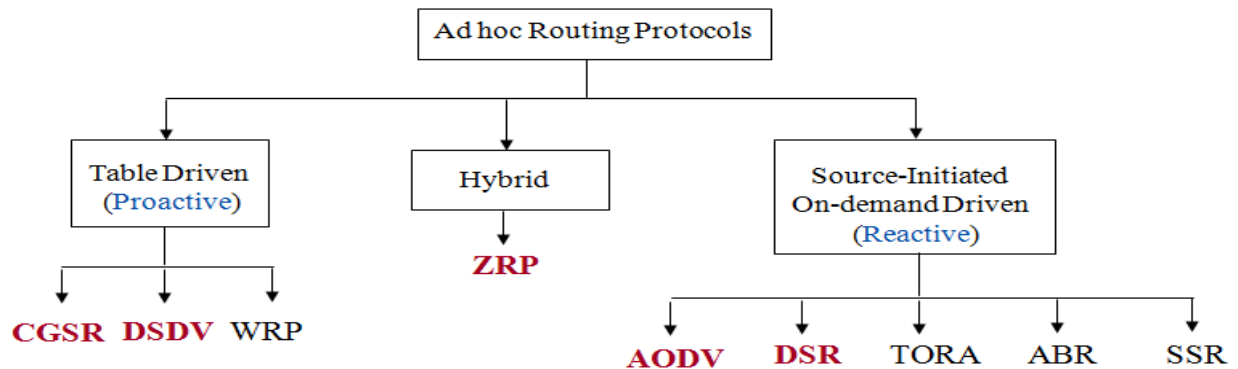 Ad hoc Routing Protocols
Table Driven
(Proactive)
Hybrid
Source-Initiated
On-demand Driven
(Reactive)
ZRP
CGSR DSDV WRP
AODV DSR TORA ABR SSR